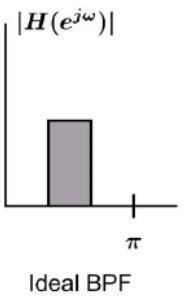 |H(e^{jω})|
π
Ideal BPF